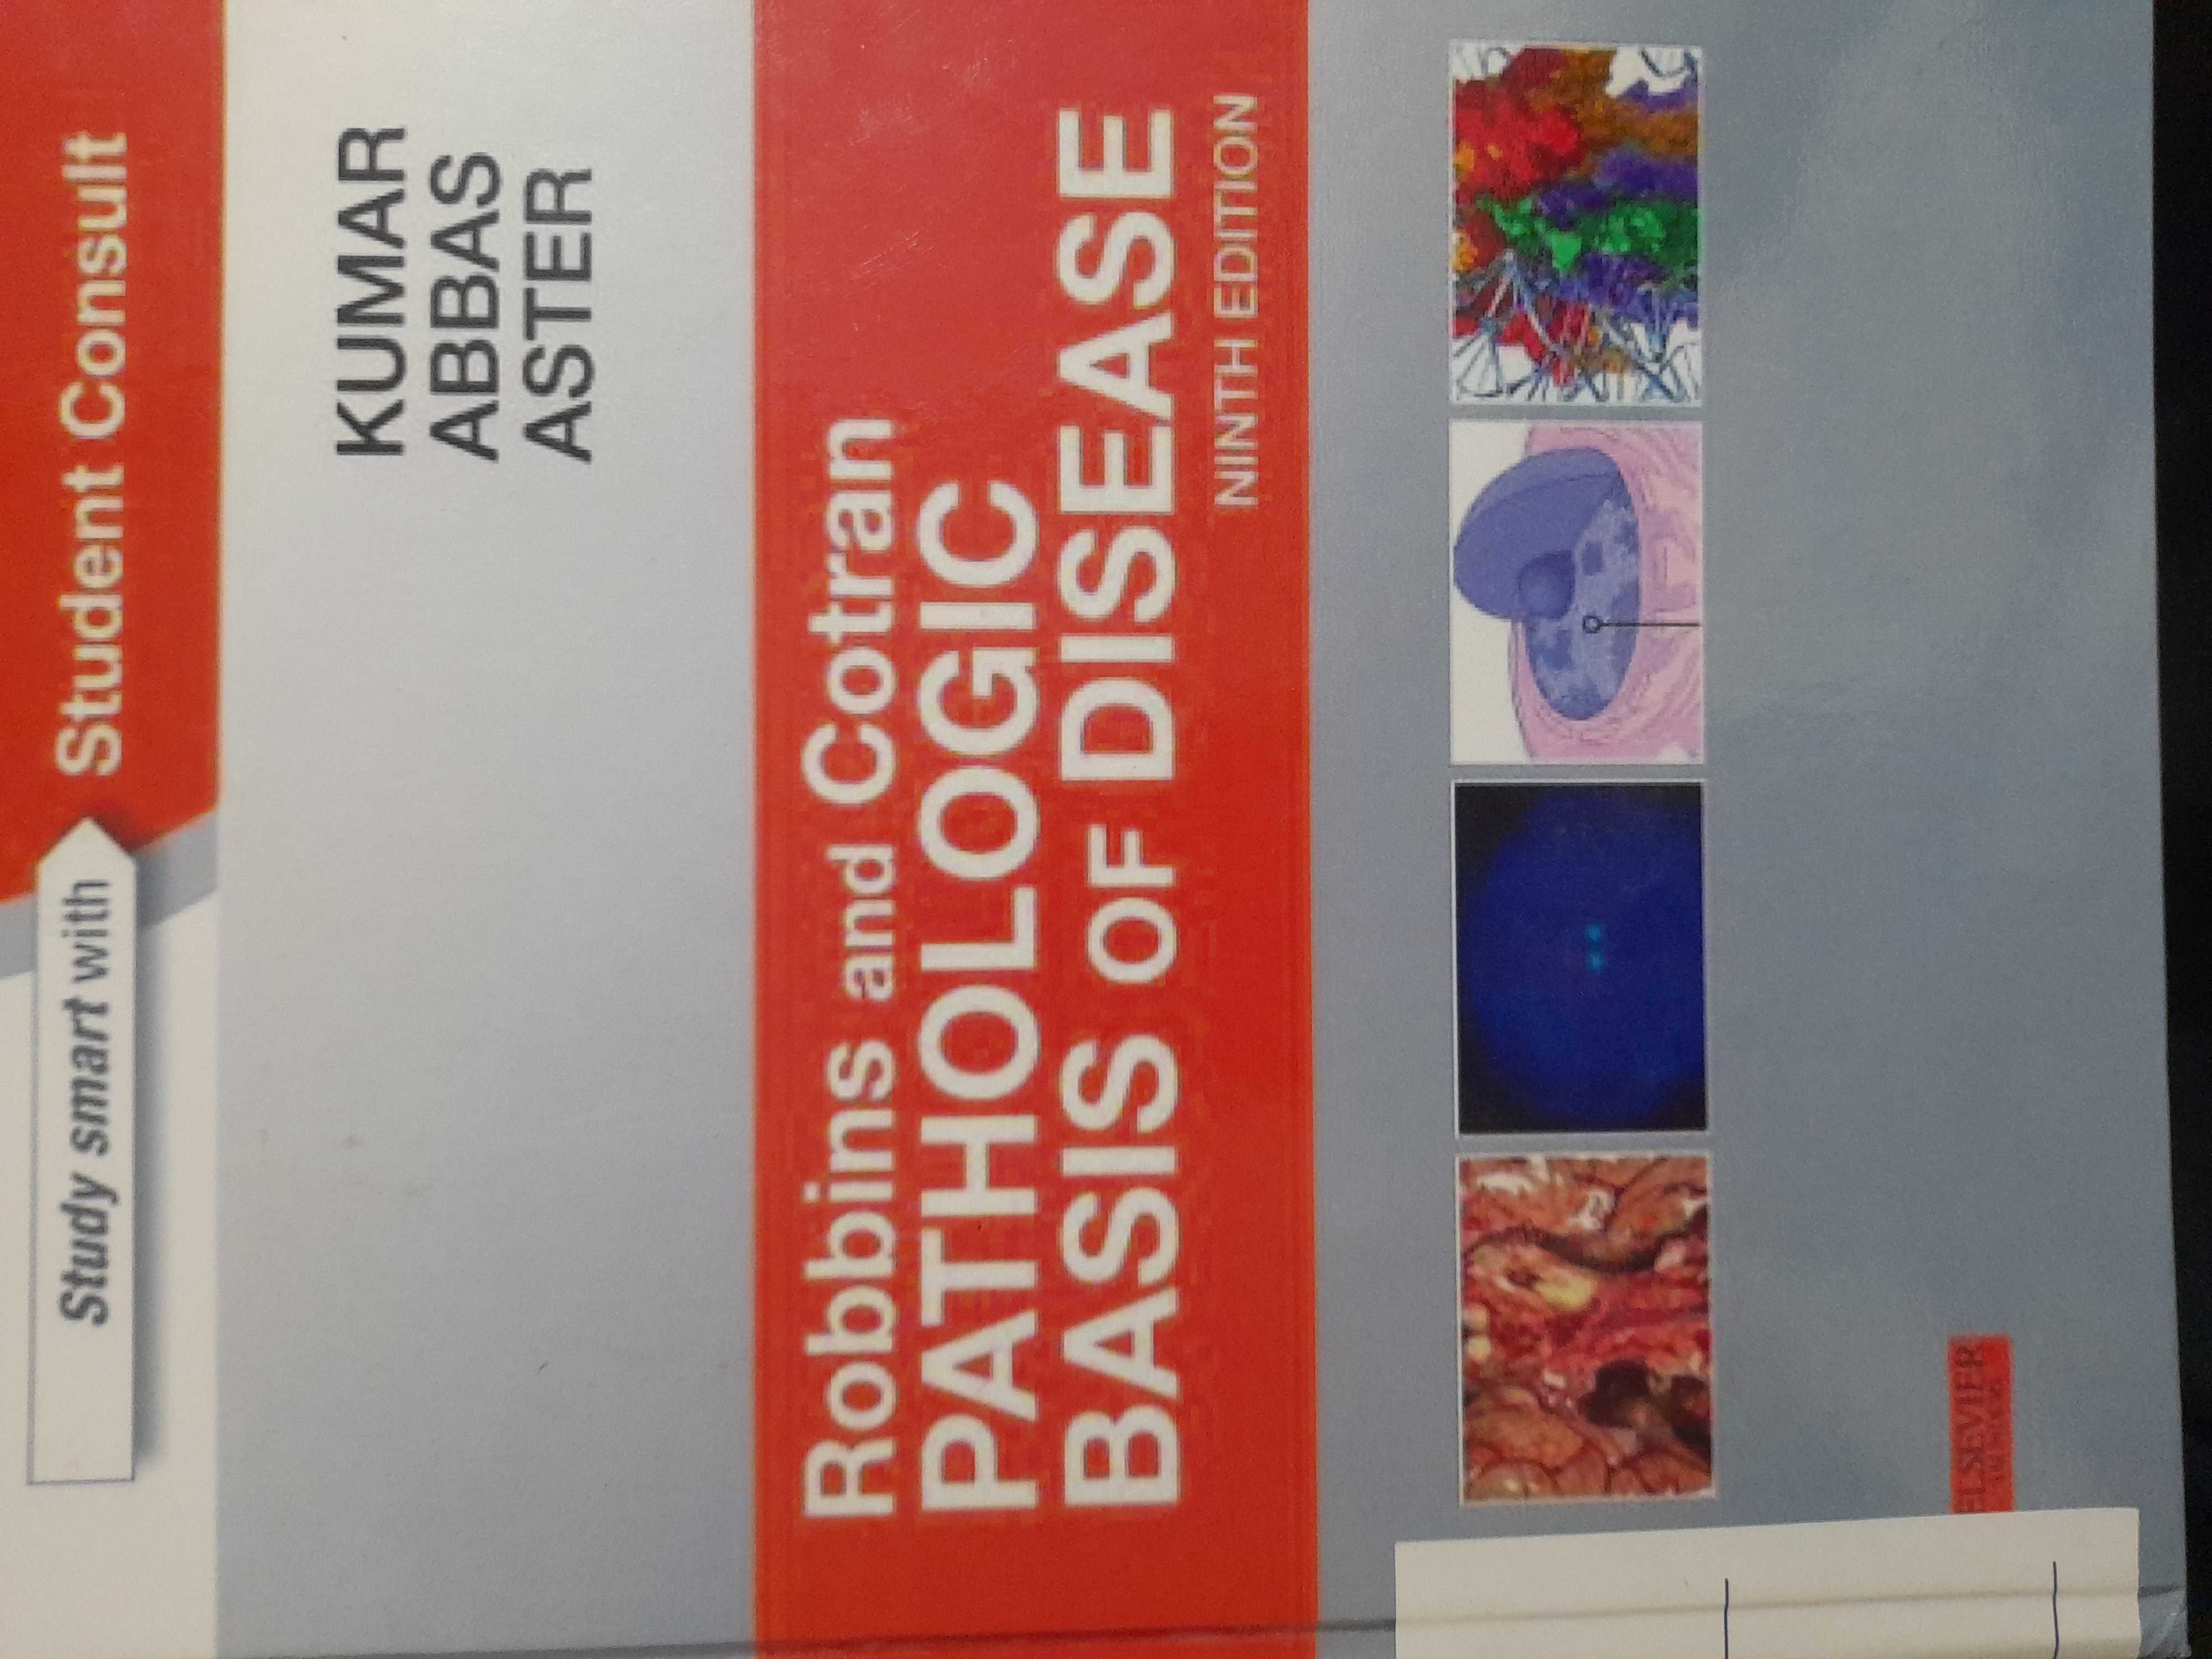 Study smart with Student Consult
KUMAR
ABBAS
ASTER
Robbins and Cotran
PATHOLOGIC
BASIS OF DISEASE
NINTH EDITION
ELSEVIER